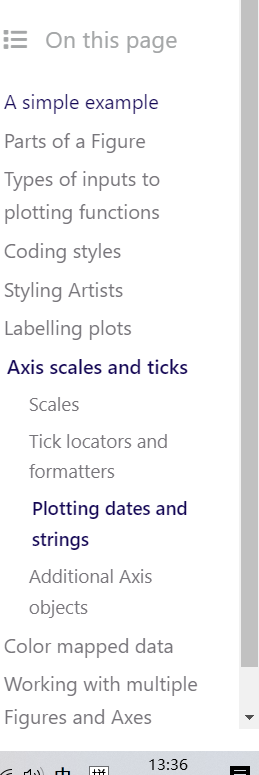 On this page
A simple example
Parts of a Figure
Types of inputs to
plotting functions
Coding styles
Styling Artists
Labelling plots
Axis scales and ticks
Scales
Tick locators and
formatters
Plotting dates and
strings
Additional Axis
objects
Color mapped data
Working with multiple
Figures and Axes
13:36